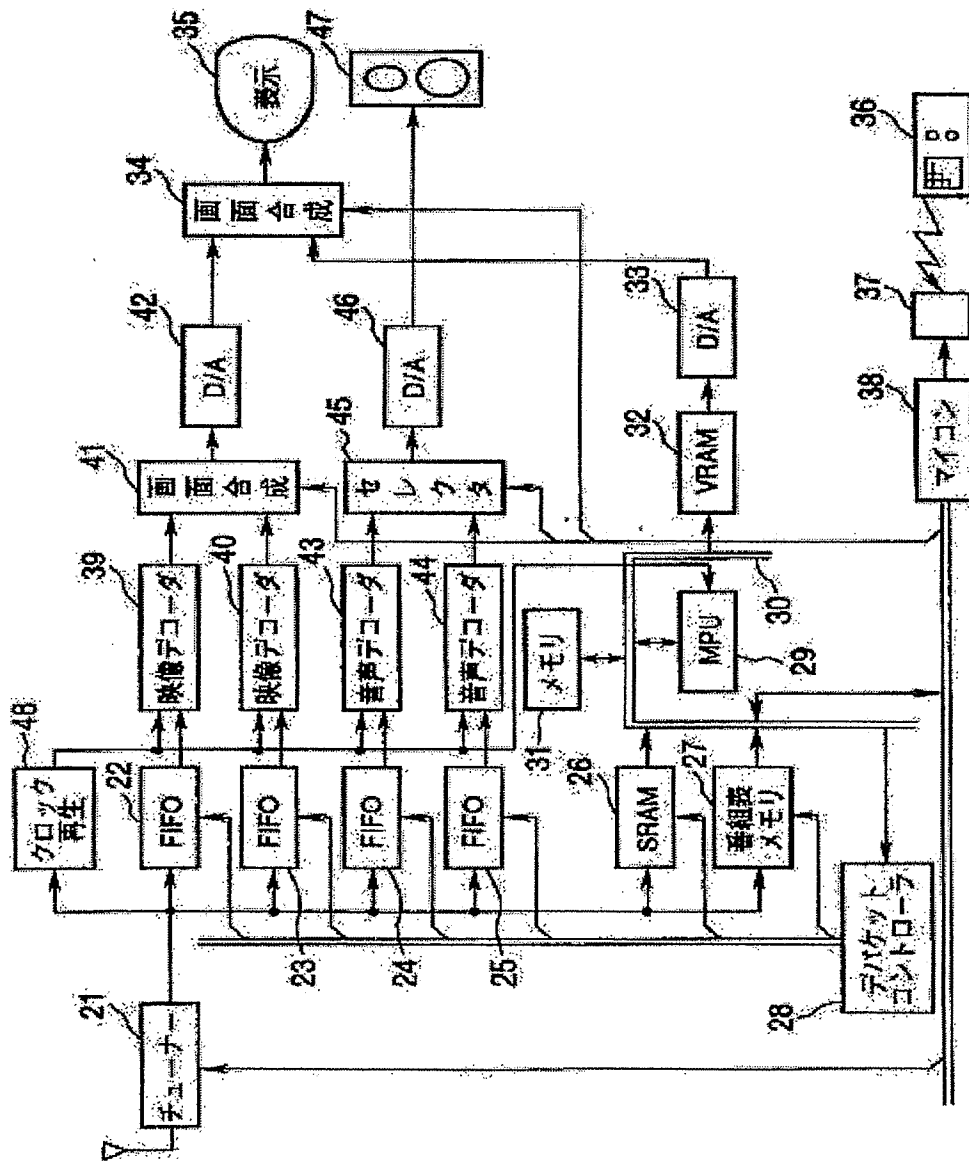 21
チューナー
48
クロック
再生
22
FIFO
23
FIFO
24
FIFO
25
FIFO
26
SRAM
27
番組表
メモリ
28
デパケット
コントローラ
39
映像デコーダ
40
映像デコーダ
43
音声デコーダ
44
音声デコーダ
31
メモリ
29
MPU
30
41
画面合成
45
セレクタ
42
D/A
46
D/A
32
VRAM
33
D/A
34
画面合成
35
表示
47
38
マイコン
37
36